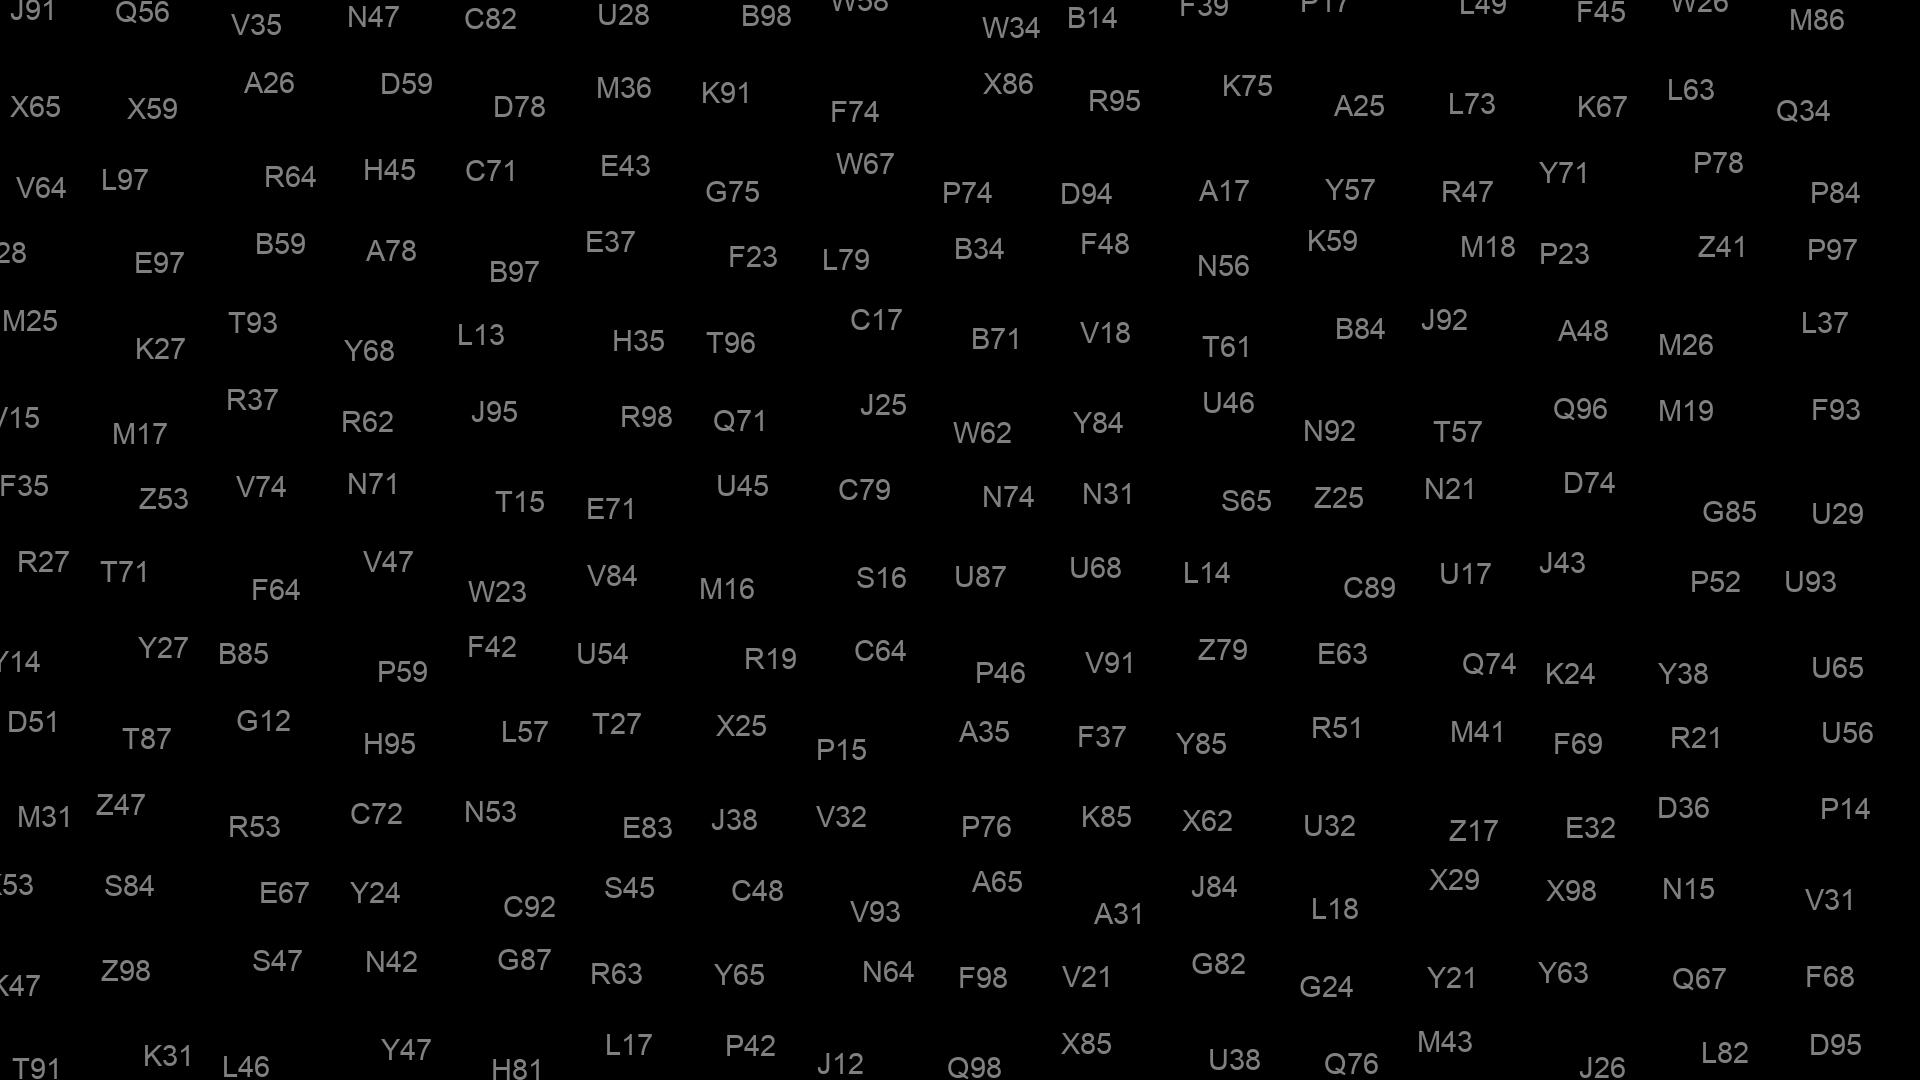 J91 Q56 V35 N47 C82 U28 B98 W58 W34 B14 F39 P17 L49 F45 W26 M86
X65 X59 A26 D59 D78 M36 K91 F74 X86 R95 K75 A25 L73 K67 L63 Q34
V64 L97 R64 H45 C71 E43 G75 W67 P74 D94 A17 Y57 R47 Y71 P78 P84
28 E97 B59 A78 B97 E37 F23 L79 B34 F48 N56 K59 M18 P23 Z41 P97
M25 K27 T93 Y68 L13 H35 T96 C17 B71 V18 T61 B84 J92 A48 M26 L37
V15 M17 R37 R62 J95 R98 Q71 J25 W62 Y84 U46 N92 T57 Q96 M19 F93
F35 Z53 V74 N71 T15 E71 U45 C79 N74 N31 S65 Z25 N21 D74 G85 U29
R27 T71 F64 V47 W23 V84 M16 S16 U87 U68 L14 C89 U17 J43 P52 U93
Y14 Y27 B85 P59 F42 U54 R19 C64 P46 V91 Z79 E63 Q74 K24 Y38 U65
D51 T87 G12 H95 L57 T27 X25 P15 A35 F37 Y85 R51 M41 F69 R21 U56
M31 Z47 R53 C72 N53 E83 J38 V32 P76 K85 X62 U32 Z17 E32 D36 P14
53 S84 E67 Y24 C92 S45 C48 V93 A65 A31 J84 L18 X29 X98 N15 V31
K47 Z98 S47 N42 G87 R63 Y65 N64 F98 V21 G82 G24 Y21 Y63 Q67 F68
T91 K31 L46 Y47 H81 L17 P42 J12 Q98 X85 U38 Q76 M43 J26 L82 D95